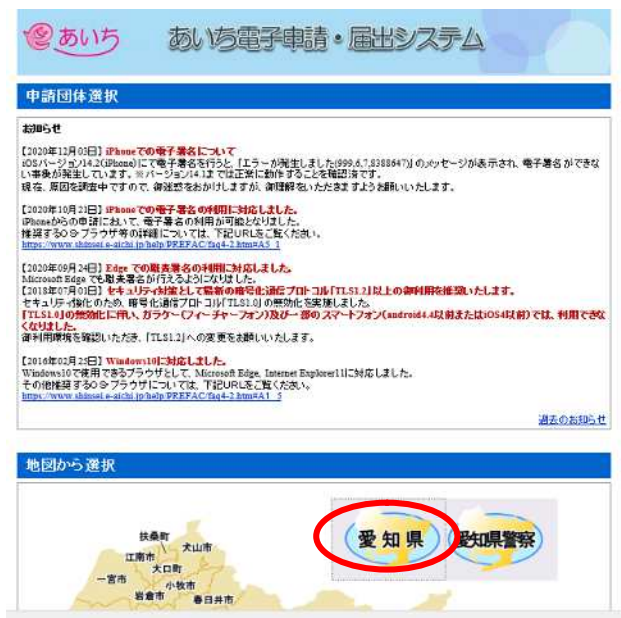 あいち
あいち電子申請・届出システム
申請団体選択
お知らせ
【2020年12月03日】iPhoneでの電子署名について
iOSバージョン14.2(iPhone)にて電子署名を行うと、「エラーが発生しました(999,6,7,8388647)」のメッセージが表示され、電子署名ができな
い事象が発生しています。※バージョン14.1までは正常に動作することを確認済です。
現在、原因を調査中ですので、御迷惑をおかけしますが、御理解をいただきますようお願いいたします。
【2020年10月21日】iPhoneでの電子署名の利用に対応しました。
iPhoneからの申請において、電子署名の利用が可能となりました。
推奨するOSやブラウザ等の詳細については、下記URLをご覧ください。
https://www.shinsei.e-aichi.jp/help/PREFAC/faq4-2.htm#A5_1
【2020年09月24日】Edge での職責署名の利用に対応しました。
Microsoft Edge でも職責署名が行えるようになりました。
【2018年07月01日】セキュリティ対策として最新の暗号化通信プロトコル「TLS1.2」以上の御利用を推奨いたします。
セキュリティ強化のため、暗号化通信プロトコル「TLS1.0」の無効化を実施しました。
「TLS1.0」の無効化に伴い、ガラケー(フィーチャーフォン)及び一部のスマートフォン(android4.4以前またはiOS4以前)では、利用できな
くなりました。
御利用環境を確認いただき、「TLS1.2」への変更をお願いいたします。
【2016年02月25日】Windows10に対応しました。
Windows10で使用できるブラウザとして、Microsoft Edge, Internet Explorer11に対応しました。
その他推奨するOSやブラウザについては、下記URLをご覧ください。
https://www.shinsei.e-aichi.jp/help/PREFAC/faq4-2.htm#A1_5
過去のお知らせ
地図から選択
愛知県
愛知県警察
扶桑町
犬山市
江南市
大口町
一宮市
小牧市
岩倉市
春日井市